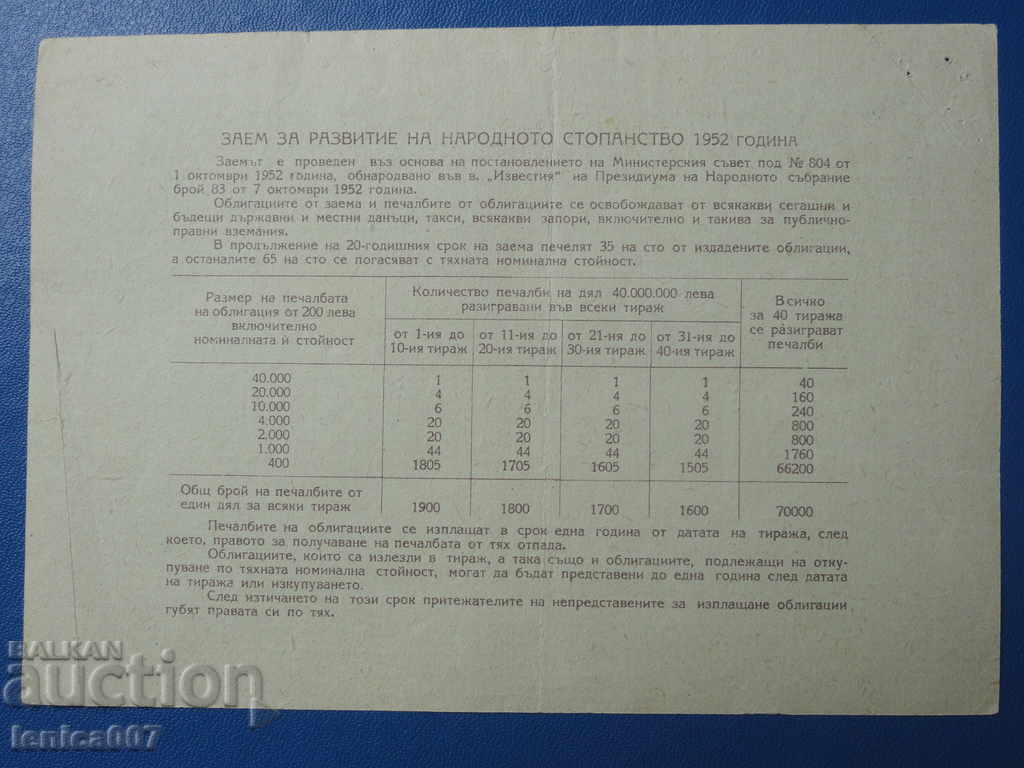 ЗАЕМ ЗА РАЗВИТИЕ НА НАРОДНОТО СТОПАНСТВО 1952 ГОДИНА
Заемът е проведен въз основа на постановлението на Министерския съвет под № 804 от
1 октомври 1952 година, обнародвано във в. „Известия“ на Президиума на Народното събрание
брой 83 от 7 октомври 1952 година.
Облигациите от заема и печалбите от облигациите се освобождават от всякакви сегашни и
бъдещи държавни и местни данъци, такси, всякакви запори, включително и такива за публично-
правни вземания.
В продължение на 20-годишния срок на заема печелят 35 на сто от издадените облигации,
а останалите 65 на сто се погасяват с тяхната номинална стойност.
Размер на печалбата
на облигация от 200 лева
включително
номиналната ѝ стойност
Количество печалби на дял 40.000.000 лева
разигравани във всеки тираж
от 1-ия до
10-ия тираж
от 11-ия до
20-ия тираж
от 21-ия до
30-ия тираж
от 31-ия до
40-ия тираж
Всичко
за 40 тиража
се разиграват
печалби
40.000 1 1 1 1 40
20.000 4 4 4 4 160
10.000 6 6 6 6 240
4.000 20 20 20 20 800
2.000 20 20 20 20 800
1.000 44 44 44 44 1760
400 1805 1705 1605 1505 66200
Общ брой на печалбите от
един дял за всяки тираж 1900 1800 1700 1600 70000
Печалбите на облигациите се изплащат в срок една година от датата на тиража, след
което, правото за получаване на печалбата от тях отпада.
Облигациите, които са излезли в тираж, а така също и облигациите, подлежащи на отку-
пуване по тяхната номинална стойност, могат да бъдат представени до една година след датата
на тиража или изкупуването.
След изтичането на този срок притежателите на непредставените за изплащане облигации
губят правата си по тях.
BALKAN
auction
lenica007